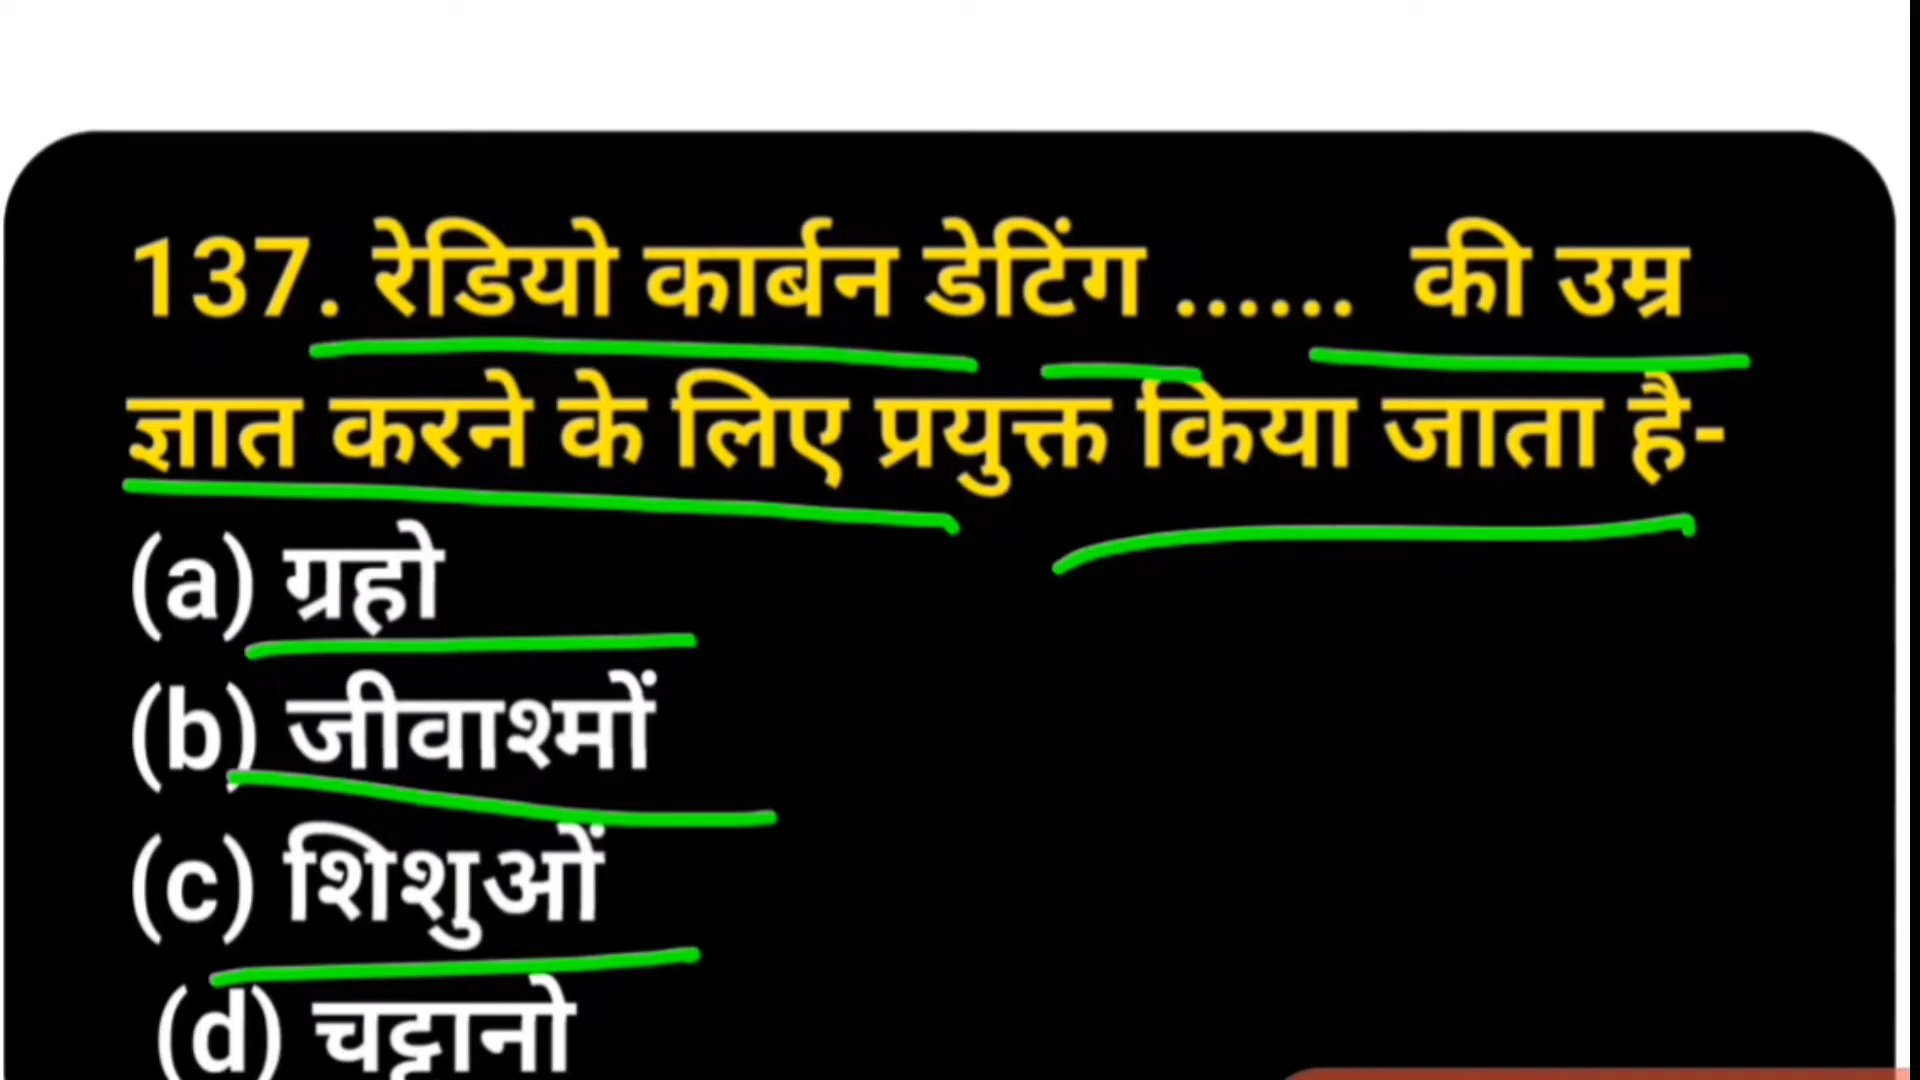 137. रेडियो कार्बन डेटिंग ...... की उम्र
ज्ञात करने के लिए प्रयुक्त किया जाता है-
(a) ग्रहो
(b) जीवाश्मों
(c) शिशुओं
(d) चट्टानो